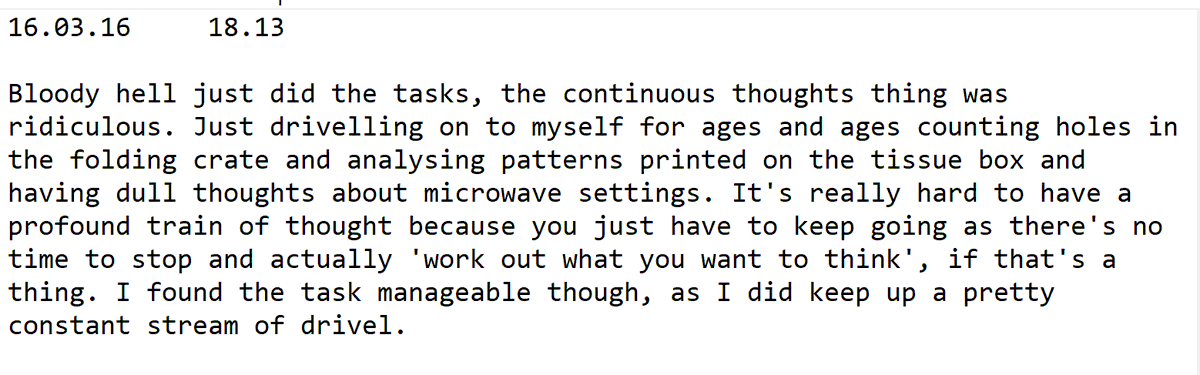 16.03.16     18.13
Bloody hell just did the tasks, the continuous thoughts thing was
ridiculous. Just drivelling on to myself for ages and ages counting holes in
the folding crate and analysing patterns printed on the tissue box and
having dull thoughts about microwave settings. It's really hard to have a
profound train of thought because you just have to keep going as there's no
time to stop and actually 'work out what you want to think', if that's a
thing. I found the task manageable though, as I did keep up a pretty
constant stream of drivel.